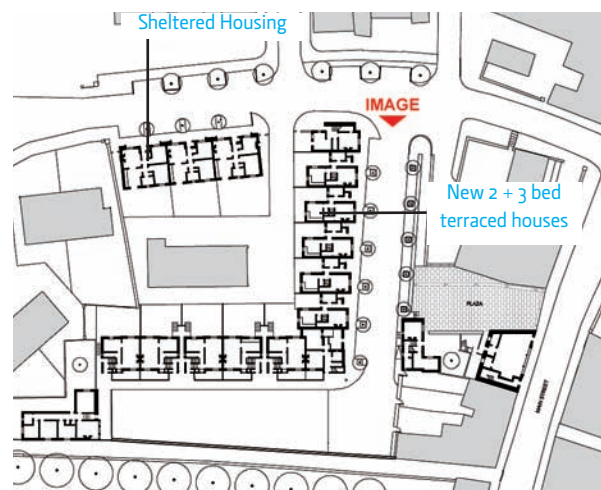 Sheltered Housing
IMAGE
New 2 + 3 bed
terraced houses
PLAZA
MAIN STREET